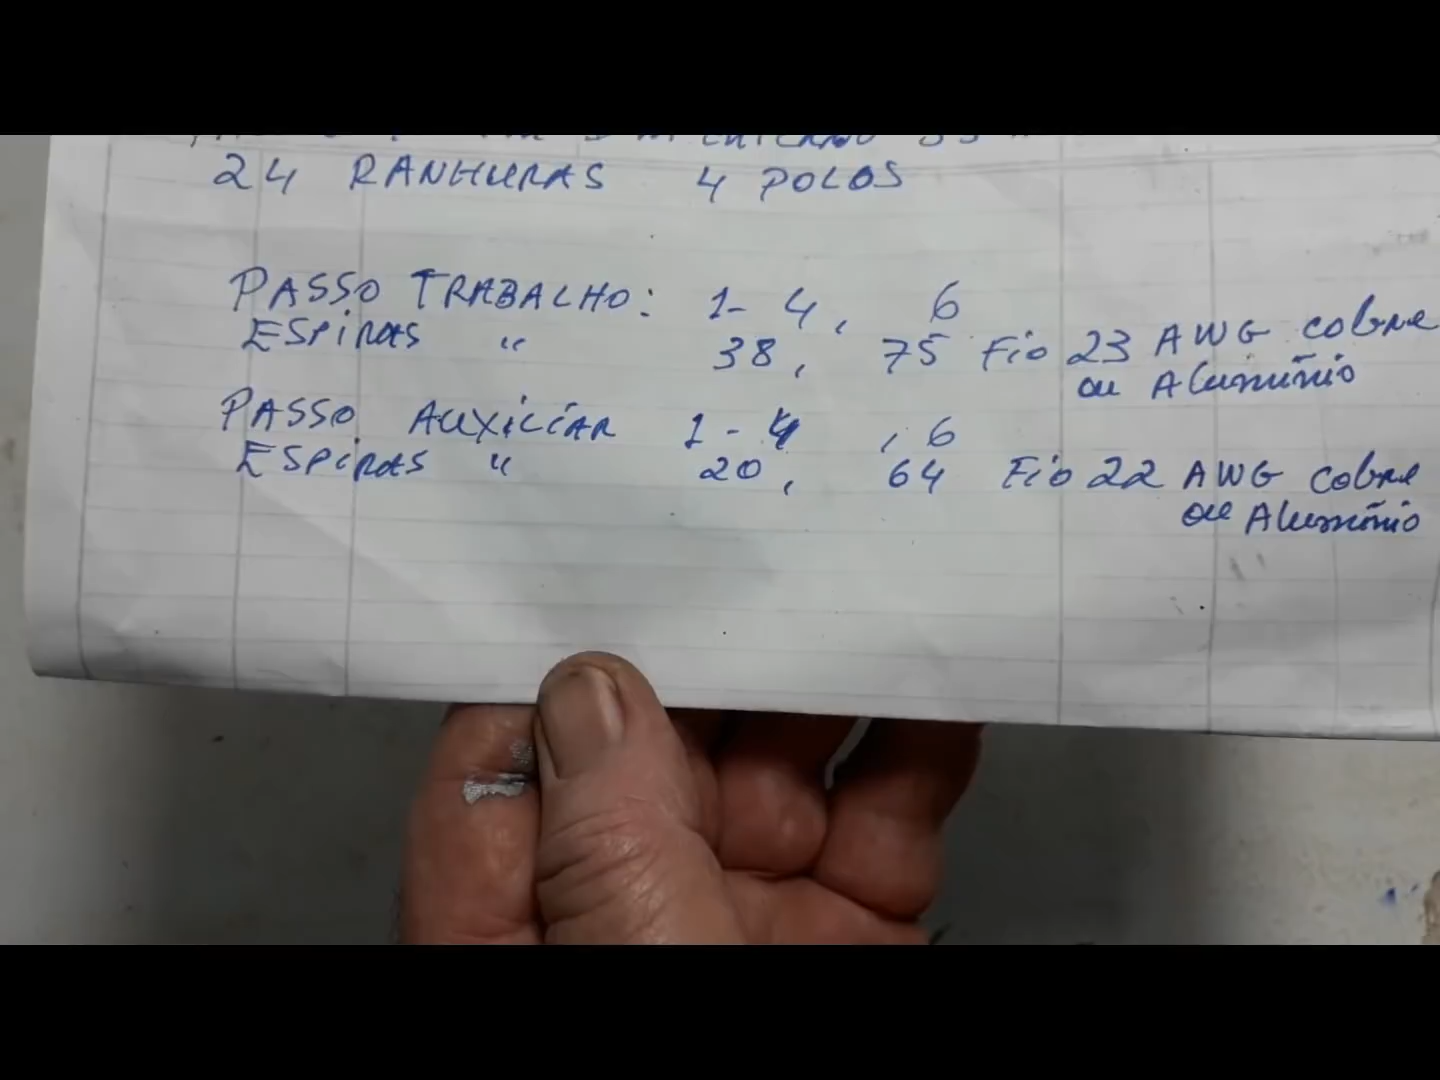 24 RANHURAS 4 POLOS
PASSO TRABALHO: 1- 4, 6
ESPIRAS " 38, 75 Fio 23 AWG cobre
ou Alumínio
PASSO AUXILIAR 1 - 4 , 6
ESPIRAS " 20, 64 Fio 22 AWG cobre
ou Alumínio